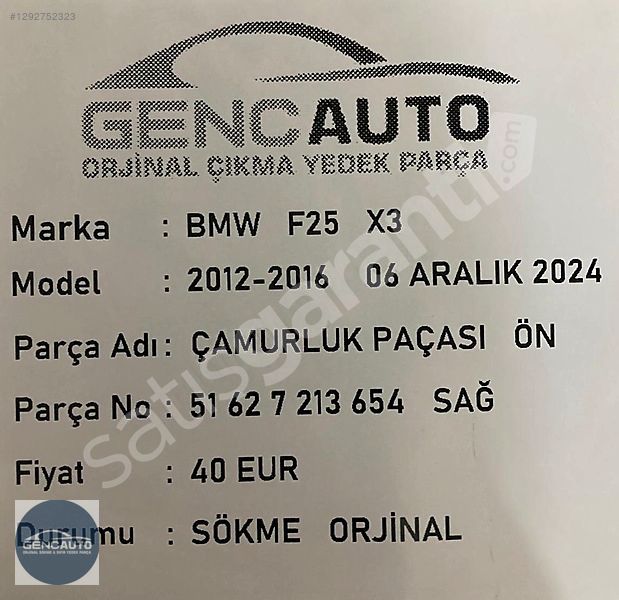 #1292752323
GENCAUTO
ORJİNAL ÇIKMA YEDEK PARÇA
Marka : BMW F25 X3
Model : 2012-2016 06 ARALIK 2024
Parça Adı : ÇAMURLUK PAÇASI ÖN
Parça No : 51 62 7 213 654 SAĞ
Fiyat : 40 EUR
Durumu : SÖKME ORJİNAL
satışgaranti.com
GENCAUTO